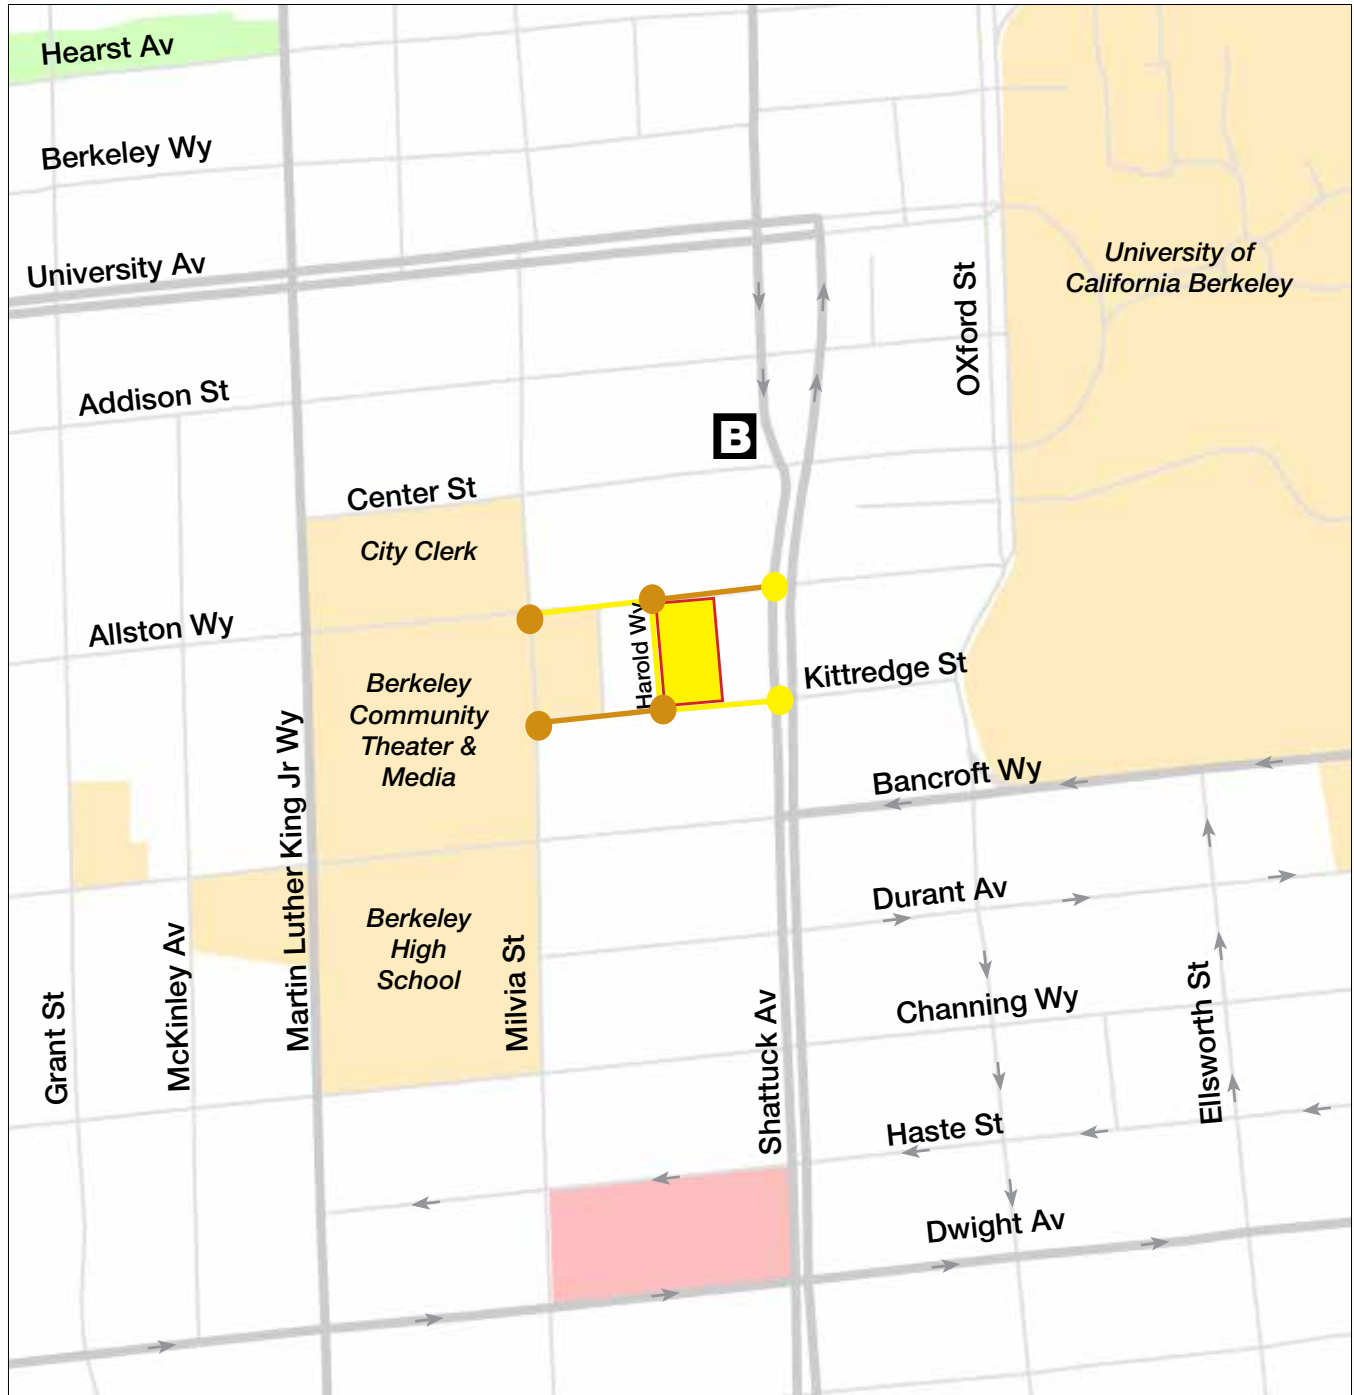 Hearst Av
Berkeley Wy
University Av
University of
California Berkeley
OXford St
Addison St
B
Center St
City Clerk
Allston Wy
Harold Wy
Kittredge St
Berkeley
Community
Theater &
Media
Martin Luther King Jr Wy
Bancroft Wy
Durant Av
Berkeley
High
School
Milvia St
McKinley Av
Grant St
Shattuck Av
Channing Wy
Ellsworth St
Haste St
Dwight Av